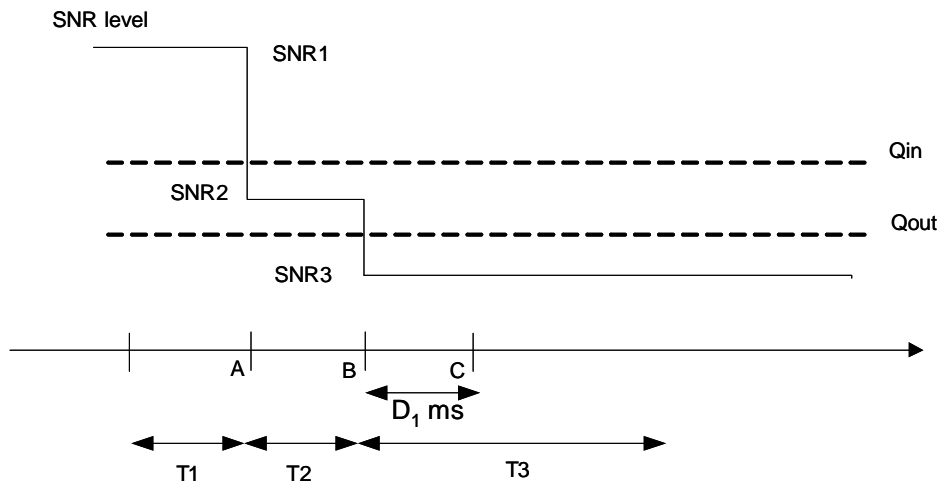 SNR level
SNR1
Qin
SNR2
Qout
SNR3
A
B
C
D₁ ms
T1
T2
T3